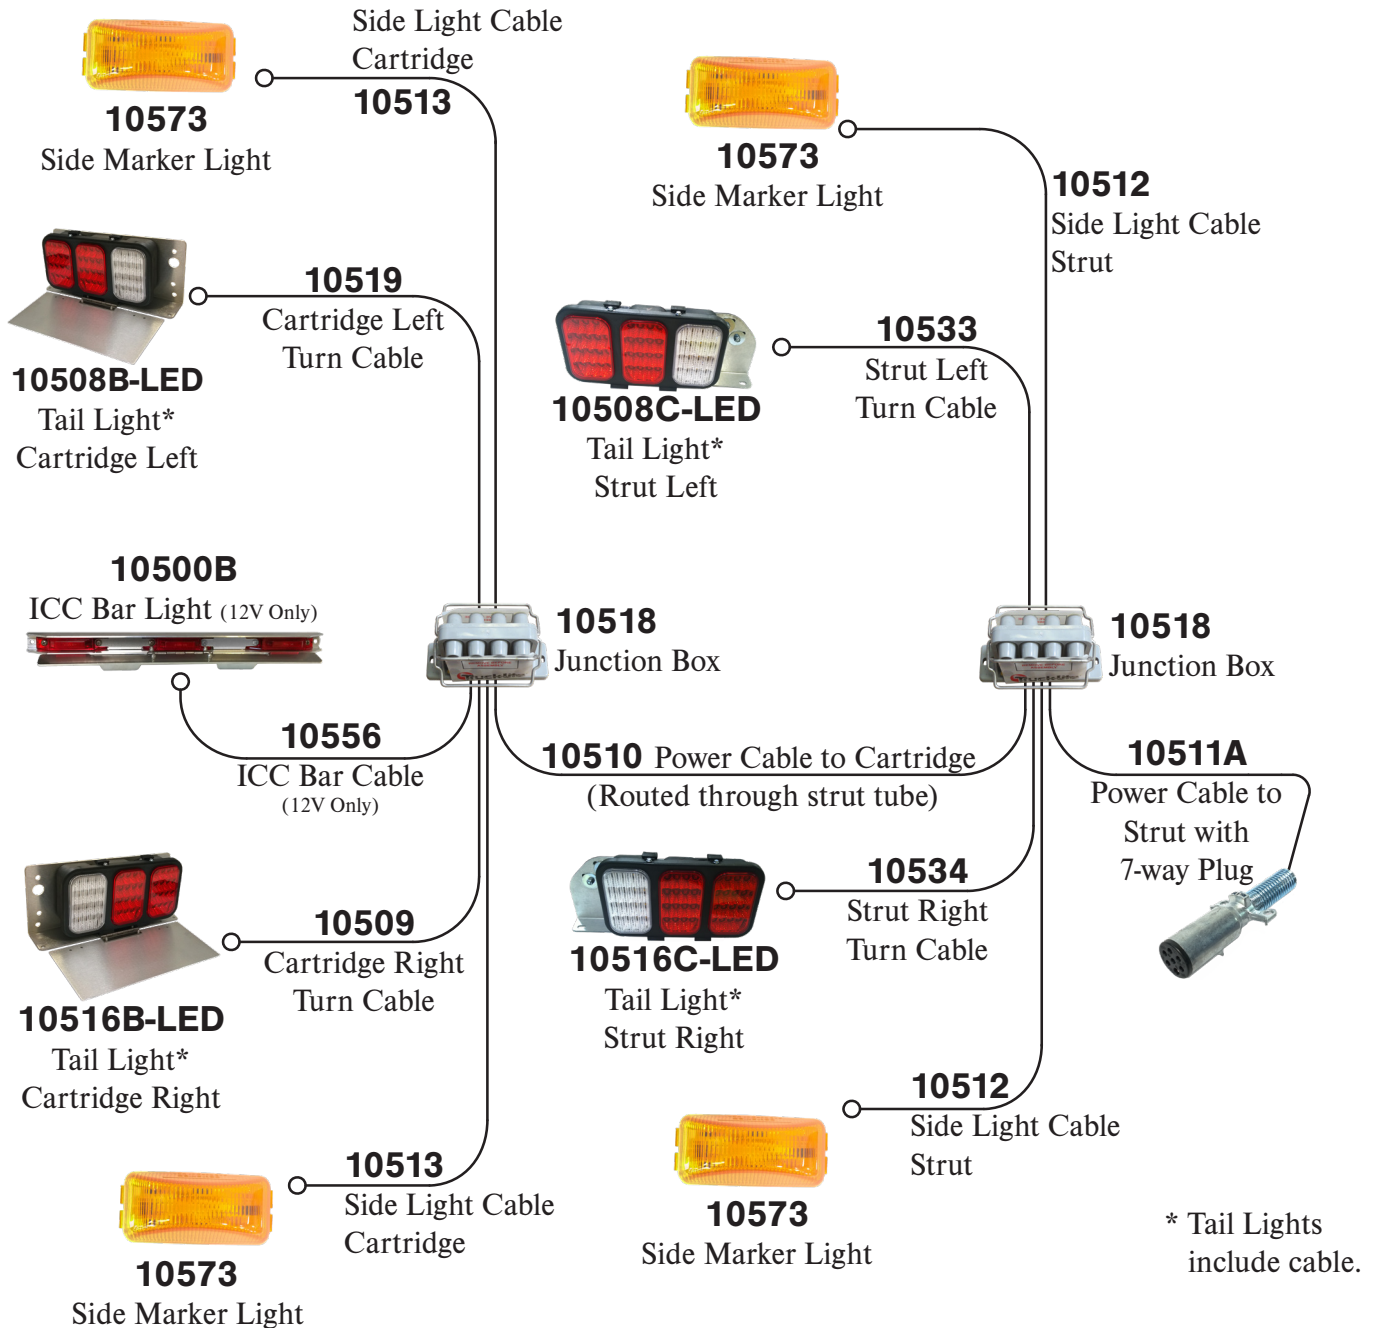 Side Light Cable
Cartridge
10513
10573
Side Marker Light
10573
Side Marker Light
10512
Side Light Cable
Strut
10519
Cartridge Left
Turn Cable
10508B-LED
Tail Light*
Cartridge Left
10533
Strut Left
Turn Cable
10508C-LED
Tail Light*
Strut Left
10500B
ICC Bar Light (12V Only)
10518
Junction Box
10518
Junction Box
10556
ICC Bar Cable
(12V Only)
10510 Power Cable to Cartridge
(Routed through strut tube)
10511A
Power Cable to
Strut with
7-way Plug
10509
Cartridge Right
Turn Cable
10516B-LED
Tail Light*
Cartridge Right
10534
Strut Right
Turn Cable
10516C-LED
Tail Light*
Strut Right
10512
Side Light Cable
Strut
10513
Side Light Cable
Cartridge
10573
Side Marker Light
10573
Side Marker Light
* Tail Lights
include cable.